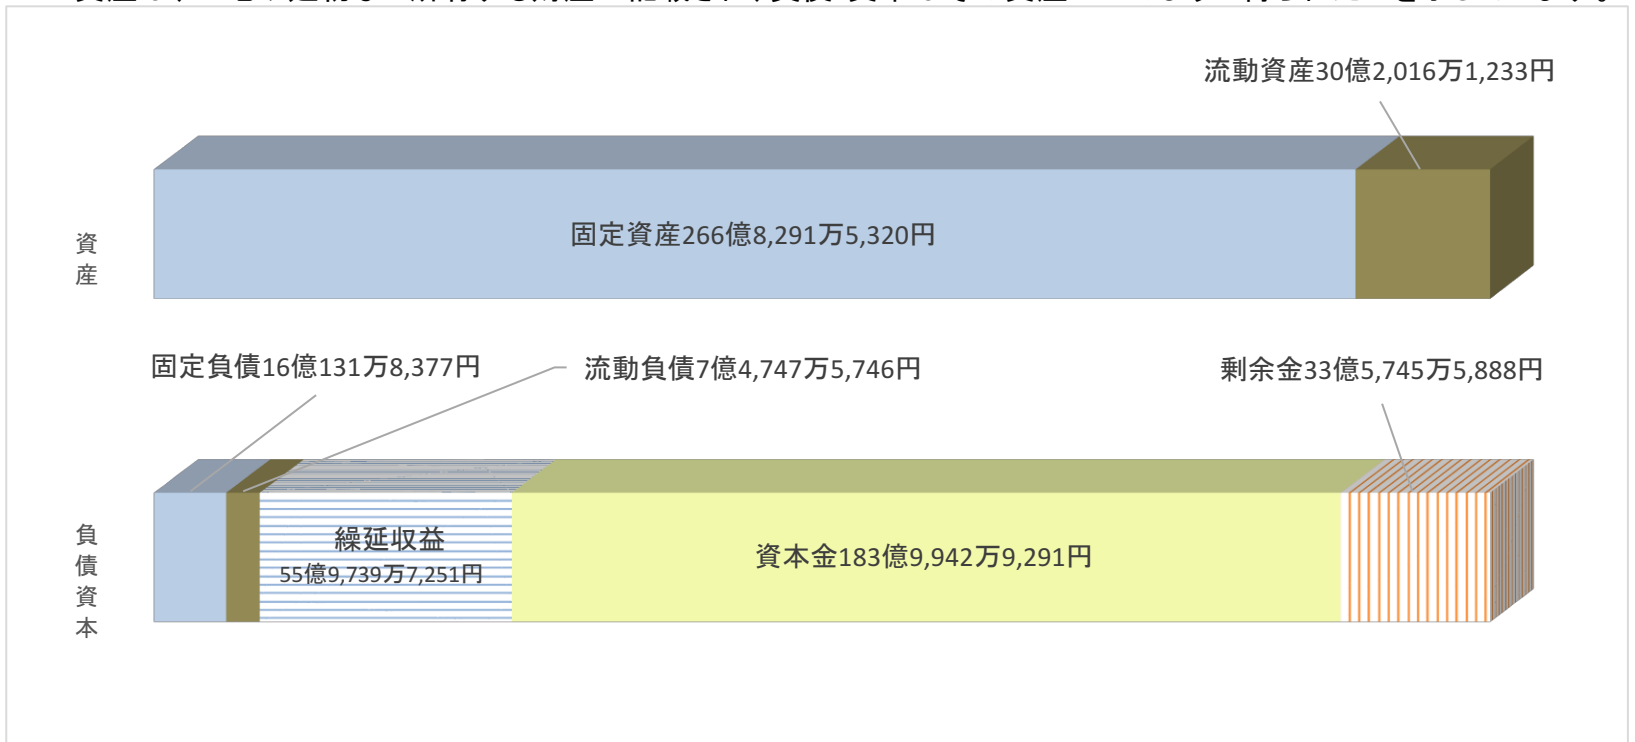 流動資産30億2,016万1,233円
固定資産266億8,291万5,320円
資産
固定負債16億131万8,377円
流動負債7億4,747万5,746円
剰余金33億5,745万5,888円
繰延収益
55億9,739万7,251円
資本金183億9,942万9,291円
負債資本